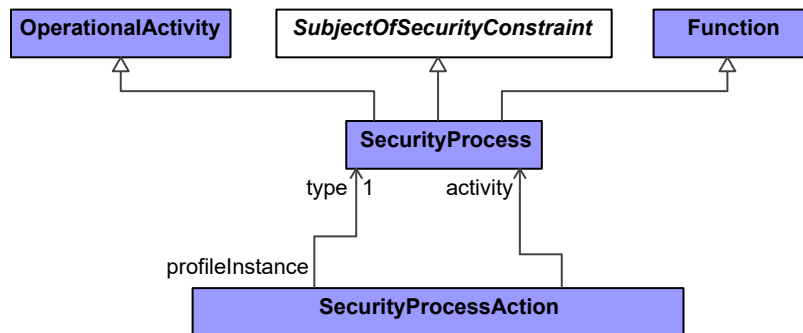 OperationalActivity
SubjectOfSecurityConstraint
Function
SecurityProcess
type 1
activity
profileInstance
SecurityProcessAction